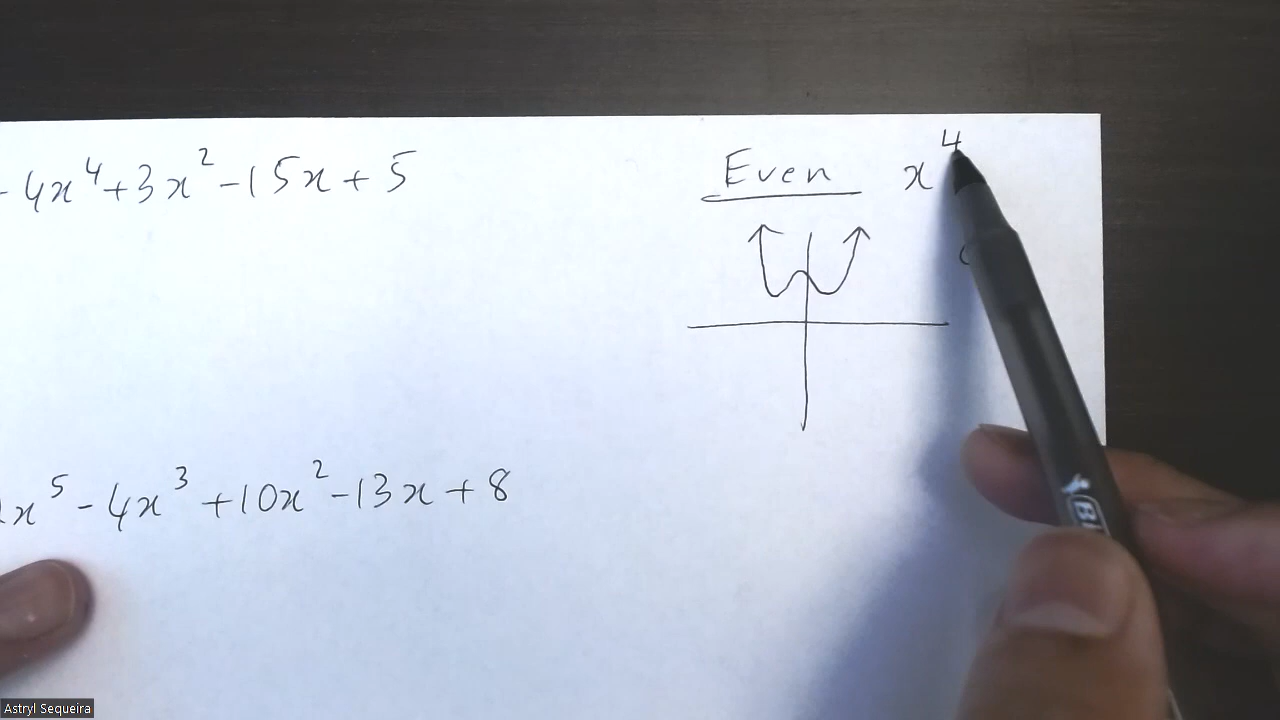 - 4x⁴+3x²-15x+5
Even x⁴
x⁵-4x³+10x²-13x+8
Astryl Sequeira